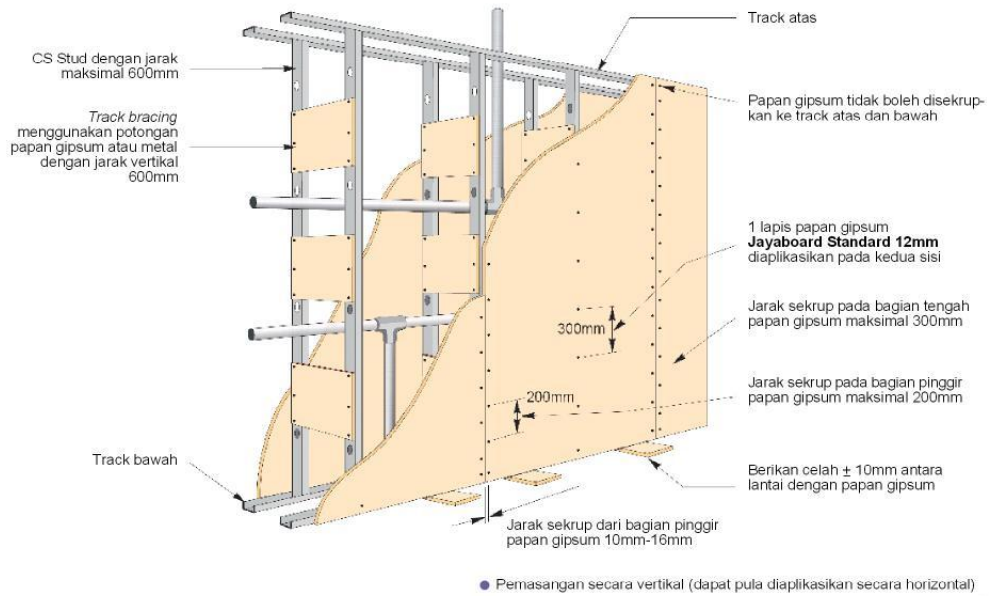 Track atas
CS Stud dengan jarak
maksimal 600mm
Track bracing
menggunakan potongan
papan gipsum atau metal
dengan jarak vertikal
600mm
Papan gipsum tidak boleh disekrup-
kan ke track atas dan bawah
1 lapis papan gipsum
Jayaboard Standard 12mm
diaplikasikan pada kedua sisi
300mm
Jarak sekrup pada bagian tengah
papan gipsum maksimal 300mm
200mm
Jarak sekrup pada bagian pinggir
papan gipsum maksimal 200mm
Track bawah
Berikan celah ± 10mm antara
lantai dengan papan gipsum
Jarak sekrup dari bagian pinggir
papan gipsum 10mm-16mm
● Pemasangan secara vertikal (dapat pula diaplikasikan secara horizontal)